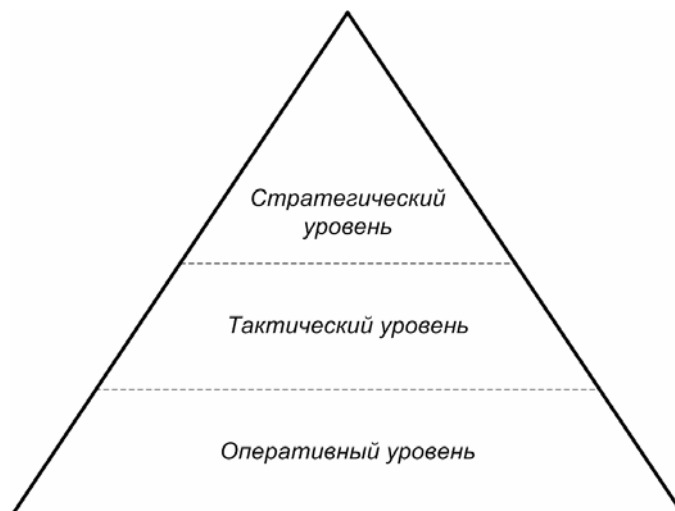 Стратегический
уровень
Тактический уровень
Оперативный уровень